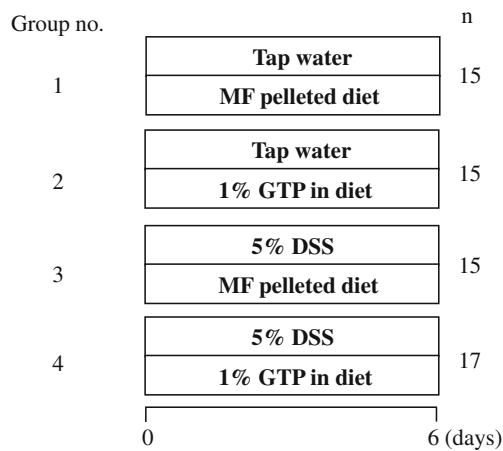 Group no.
n
Tap water
1
15
MF pelleted diet
Tap water
2
15
1% GTP in diet
5% DSS
3
15
MF pelleted diet
5% DSS
4
17
1% GTP in diet
0
6 (days)